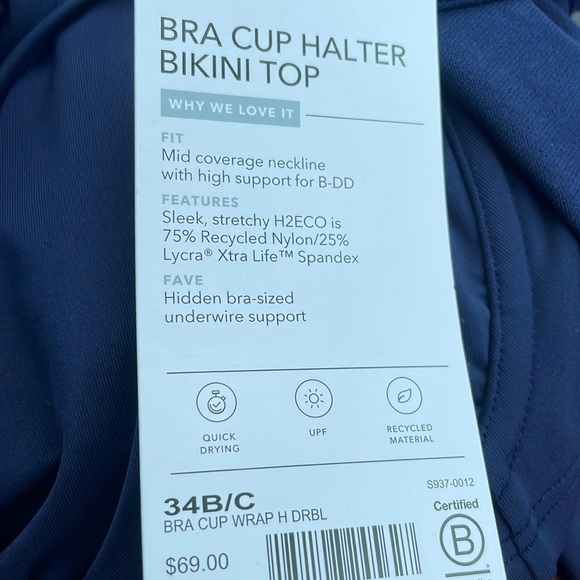 BRA CUP HALTER
BIKINI TOP
WHY WE LOVE IT
FIT
Mid coverage neckline
with high support for B-DD
FEATURES
Sleek, stretchy H2ECO is
75% Recycled Nylon/25%
Lycra® Xtra Life™ Spandex
FAVE
Hidden bra-sized
underwire support
QUICK
DRYING
UPF
RECYCLED
MATERIAL
34B/C
S937-0012
BRA CUP WRAP H DRBL
$69.00
Certified
B